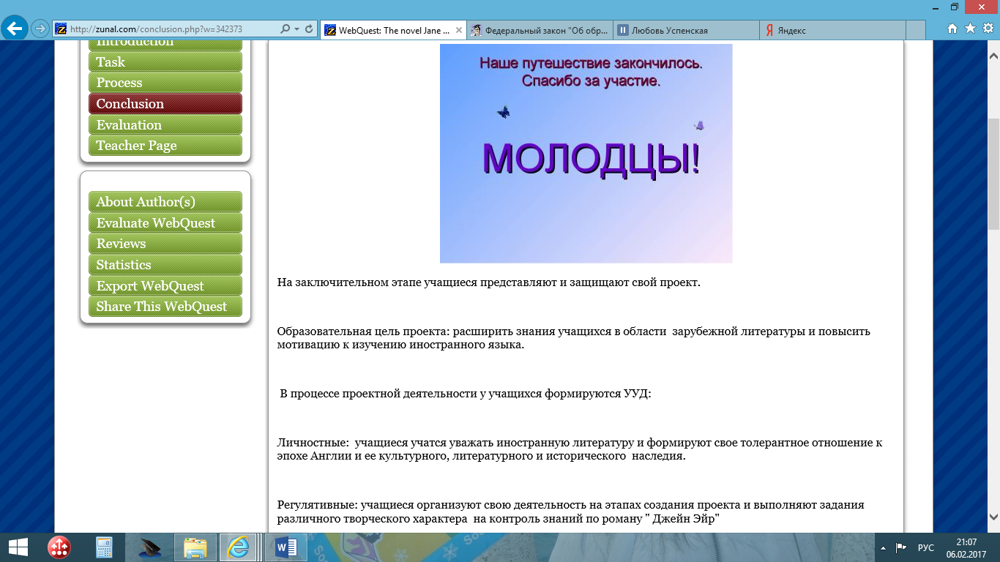 http://zunal.com/conclusion.php?w=342373
WebQuest: The novel Jane ...
Федеральный закон "Об обр...
Любовь Успенская
Яндекс
Introduction
Task
Process
Conclusion
Evaluation
Teacher Page
About Author(s)
Evaluate WebQuest
Reviews
Statistics
Export WebQuest
Share This WebQuest
Наше путешествие закончилось.
Спасибо за участие.
МОЛОДЦЫ!
На заключительном этапе учащиеся представляют и защищают свой проект.
Образовательная цель проекта: расширить знания учащихся в области зарубежной литературы и повысить
мотивацию к изучению иностранного языка.
В процессе проектной деятельности у учащихся формируются УУД:
Личностные: учащиеся учатся уважать иностранную литературу и формируют свое толерантное отношение к
эпохе Англии и ее культурного, литературного и исторического наследия.
Регулятивные: учащиеся организуют свою деятельность на этапах создания проекта и выполняют задания
различного творческого характера на контроль знаний по роману " Джейн Эйр"
РУС
21:07
06.02.2017